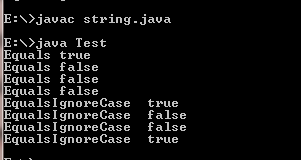 E:\>javac string.java
E:\>java Test
Equals true
Equals false
Equals false
Equals false
EqualsIgnoreCase  true
EqualsIgnoreCase  false
EqualsIgnoreCase  false
EqualsIgnoreCase  true